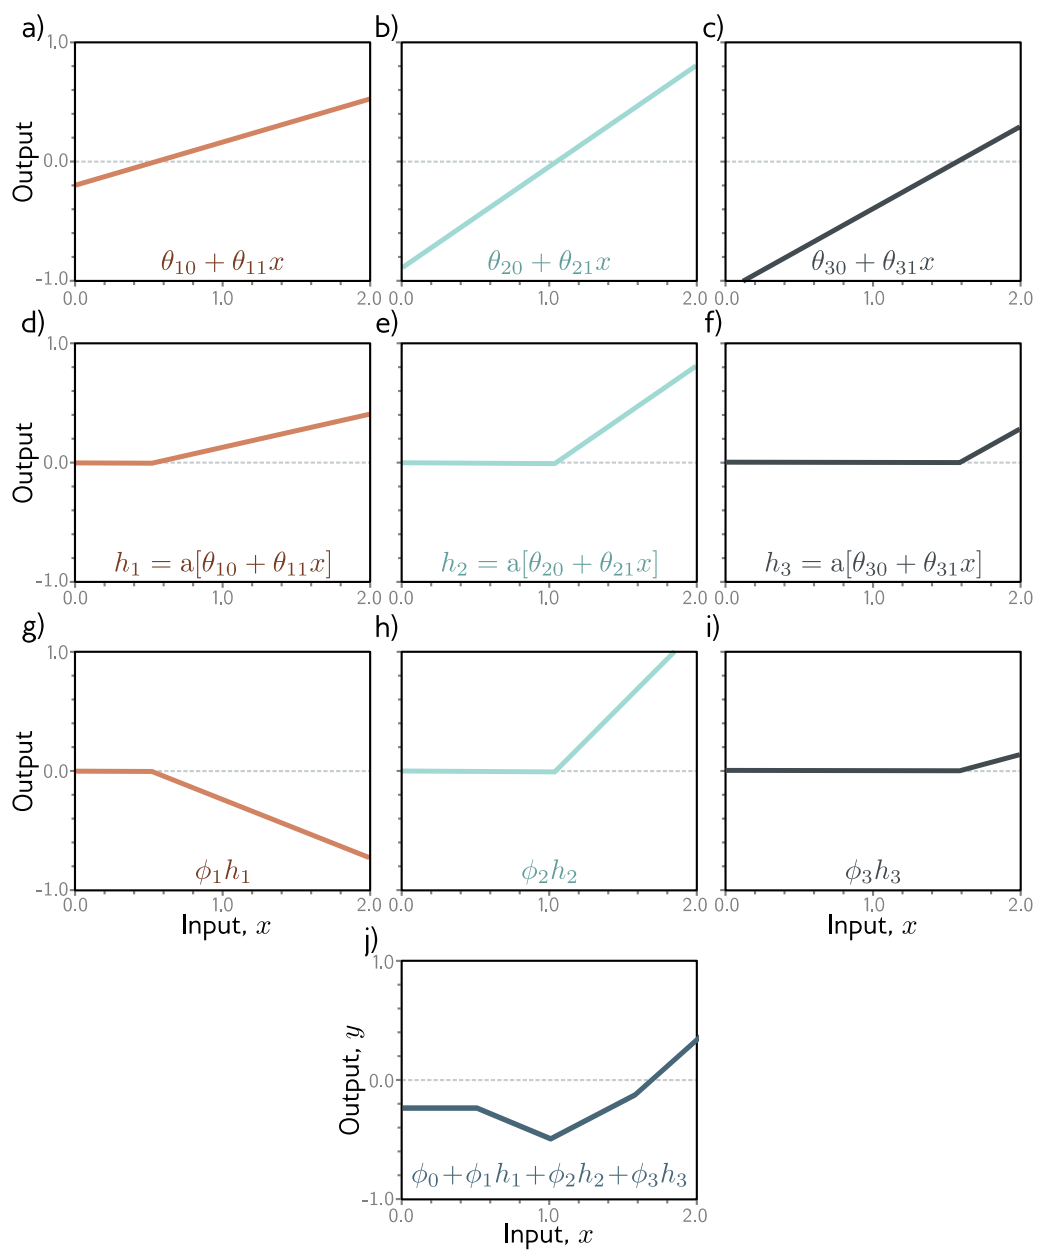 a)
b)
c)
Output
1.0
0.0
-1.0
θ10 + θ11x
θ20 + θ21x
θ30 + θ31x
0.0 1.0 2.0
0.0 1.0 2.0
0.0 1.0 2.0
d)
e)
f)
Output
1.0
0.0
-1.0
h1 = a[θ10 + θ11x]
h2 = a[θ20 + θ21x]
h3 = a[θ30 + θ31x]
0.0 1.0 2.0
0.0 1.0 2.0
0.0 1.0 2.0
g)
h)
i)
Output
1.0
0.0
-1.0
ϕ1h1
ϕ2h2
ϕ3h3
0.0 1.0 2.0
0.0 1.0 2.0
0.0 1.0 2.0
Input, x
Input, x
j)
Output, y
1.0
0.0
-1.0
ϕ0+ϕ1h1+ϕ2h2+ϕ3h3
0.0 1.0 2.0
Input, x